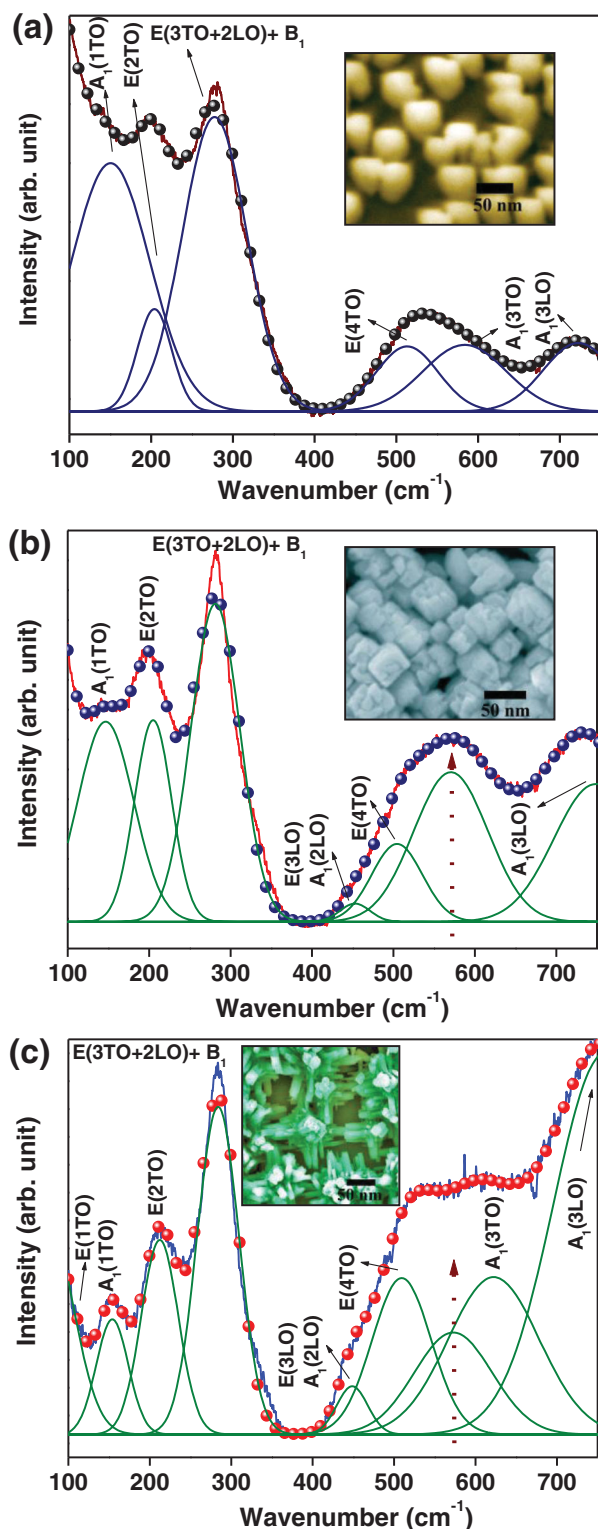 (a)
E(3TO+2LO)+ B1
A1(1TO)
E(2TO)
50 nm
E(4TO)
A1(3TO)
A1(3LO)
Intensity (arb. unit)
100 200 300 400 500 600 700
Wavenumber (cm-1)
(b)
E(3TO+2LO)+ B1
A1(1TO)
E(2TO)
50 nm
E(3LO)
A1(2LO)
E(4TO)
A1(3LO)
Intensity (arb. unit)
100 200 300 400 500 600 700
Wavenumber (cm-1)
(c)
E(3TO+2LO)+ B1
E(1TO)
A1(1TO)
E(2TO)
50 nm
E(3LO)
A1(2LO)
E(4TO)
A1(3TO)
A1(3LO)
Intensity (arb. unit)
100 200 300 400 500 600 700
Wavenumber (cm-1)